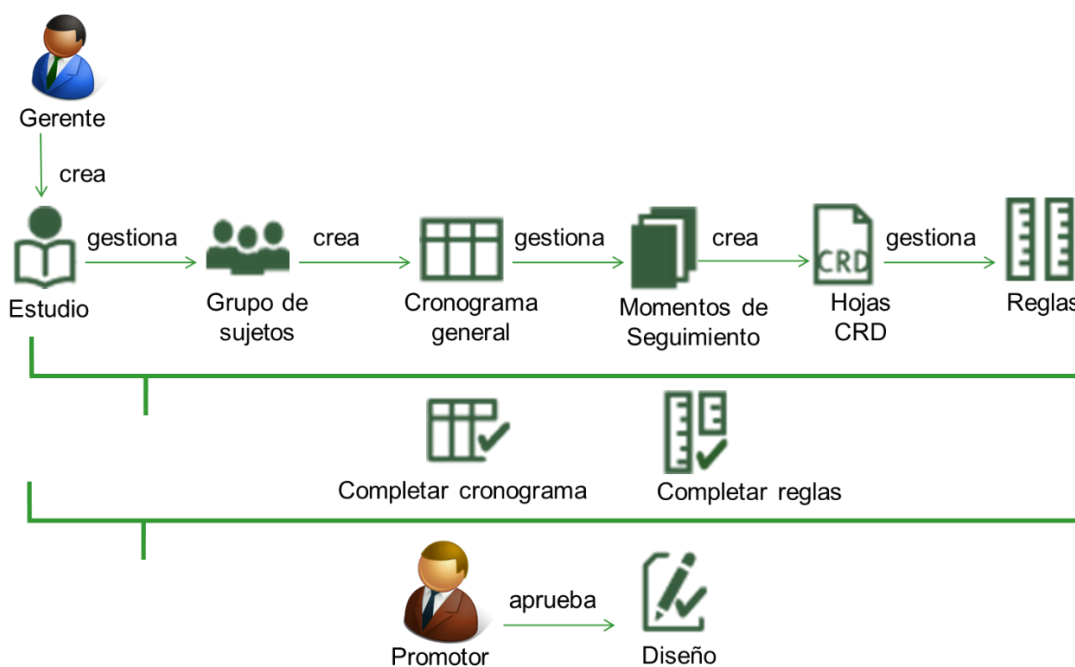 Gerente
crea
gestiona
crea
gestiona
crea
gestiona
CRD
Estudio
Grupo de
sujetos
Cronograma
general
Momentos de
Seguimiento
Hojas
CRD
Reglas
Completar cronograma
Completar reglas
aprueba
Promotor
Diseño